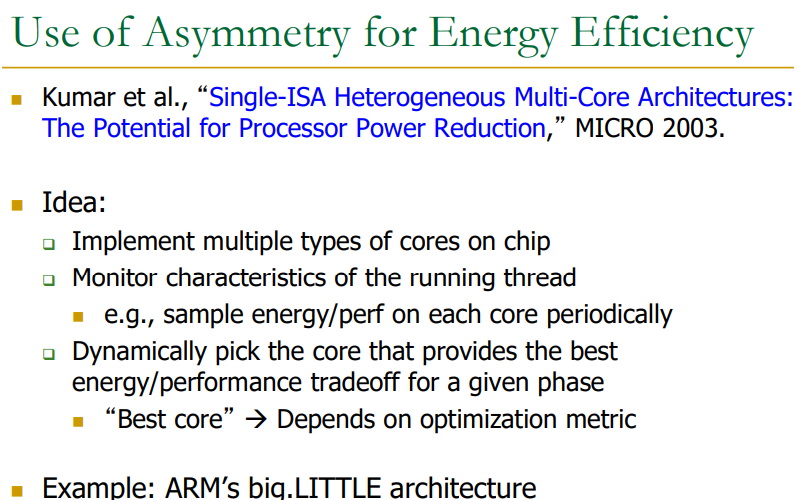 Use of Asymmetry for Energy Efficiency
Kumar et al., “Single-ISA Heterogeneous Multi-Core Architectures:
The Potential for Processor Power Reduction,” MICRO 2003.
Idea:
Implement multiple types of cores on chip
Monitor characteristics of the running thread
e.g., sample energy/perf on each core periodically
Dynamically pick the core that provides the best
energy/performance tradeoff for a given phase
“Best core” → Depends on optimization metric
Example: ARM’s big.LITTLE architecture